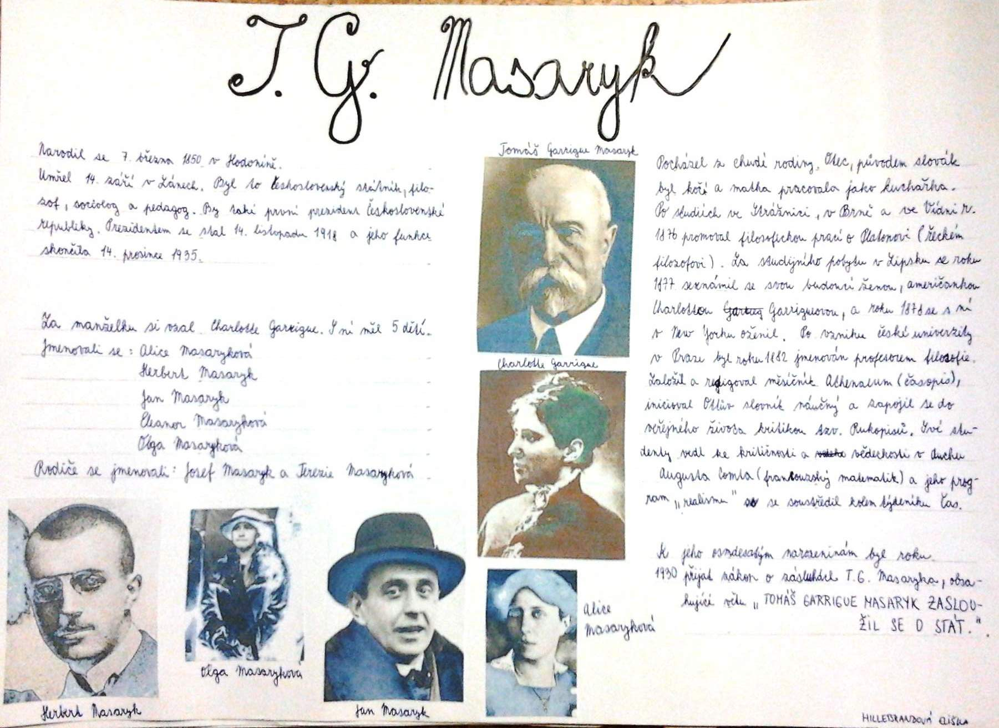 T. G. Masaryk
Narodil se 7. března 1850 v Hodoníně.
Umřel 14. září v Lánech. Byl to Československý státník, filo-
zof, sociolog a pedagog. By také první prezident Československé
republiky. Prezidentem se stal 14. listopadu 1918 a jeho funkce
skončila 14. prosince 1935.
Za manželku si vzal Charlotte Garrigue. S ní měl 5 dětí.
Jmenovali se: Alice Masaryková
Herbert Masaryk
Jan Masaryk
Eleanor Masaryková
Olga Masaryková
Rodiče se jmenovali: Josef Masaryk a Terezie Masaryková
Herbert Masaryk
Olga Masaryková
Jan Masaryk
Tomáš Garrigue Masaryk
Charlotte Garrigue
Alice
Masaryková
Pocházel z chudé rodiny. Otec, původem slovák
byl kočí a matka pracovala jako kuchařka.
Po studiích ve Strážnici, v Brně a ve Vídni r.
1876 promoval filosofickou prací o Platonovi (řeckém
filozofovi). Za studijního pobytu v Lipsku se roku
1877 seznámil se svou budoucí ženou, američankou
Charlottou Garrigueovou, a roku 1878 se s ní
v New Yorku oženil. Po vzniku české univerzity
v Praze byl roku 1882 jmenován profesorem filozofie.
Založil a redigoval měsíčník Athenaeum (časopis),
inicioval Ottův slovník náučný a zapojil se do
veřejného života kritikou tzv. Rukopisů. Své stu-
denty vedl ke kritičnosti a vědeckosti v duchu
Augusta Comta (francouzský matematik) a jeho prog-
ram „realismu" se soustředil kolem týdeníku Čas.
K jeho osmdesátým narozeninám byl roku
1930 přijat zákon o zásluhách T. G. Masaryka, obsa-
hující větu „TOMÁŠ GARRIGUE MASARYK ZASLOU-
ŽIL SE O STÁT.".
HILLEBRANDOVÁ ELIŠKA